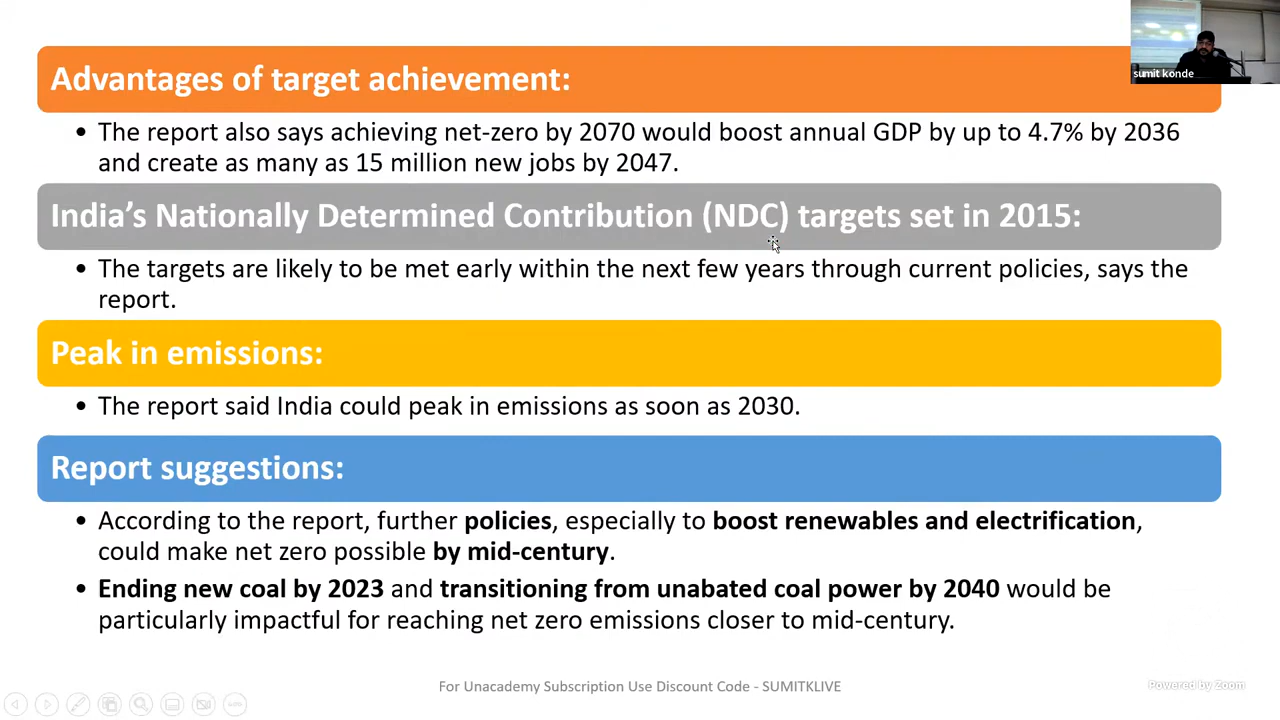 sumit konde
Advantages of target achievement:
• The report also says achieving net-zero by 2070 would boost annual GDP by up to 4.7% by 2036
and create as many as 15 million new jobs by 2047.
India’s Nationally Determined Contribution (NDC) targets set in 2015:
• The targets are likely to be met early within the next few years through current policies, says the
report.
Peak in emissions:
• The report said India could peak in emissions as soon as 2030.
Report suggestions:
• According to the report, further policies, especially to boost renewables and electrification,
could make net zero possible by mid-century.
• Ending new coal by 2023 and transitioning from unabated coal power by 2040 would be
particularly impactful for reaching net zero emissions closer to mid-century.
For Unacademy Subscription Use Discount Code - SUMITKLIVE
Powered by Zoom